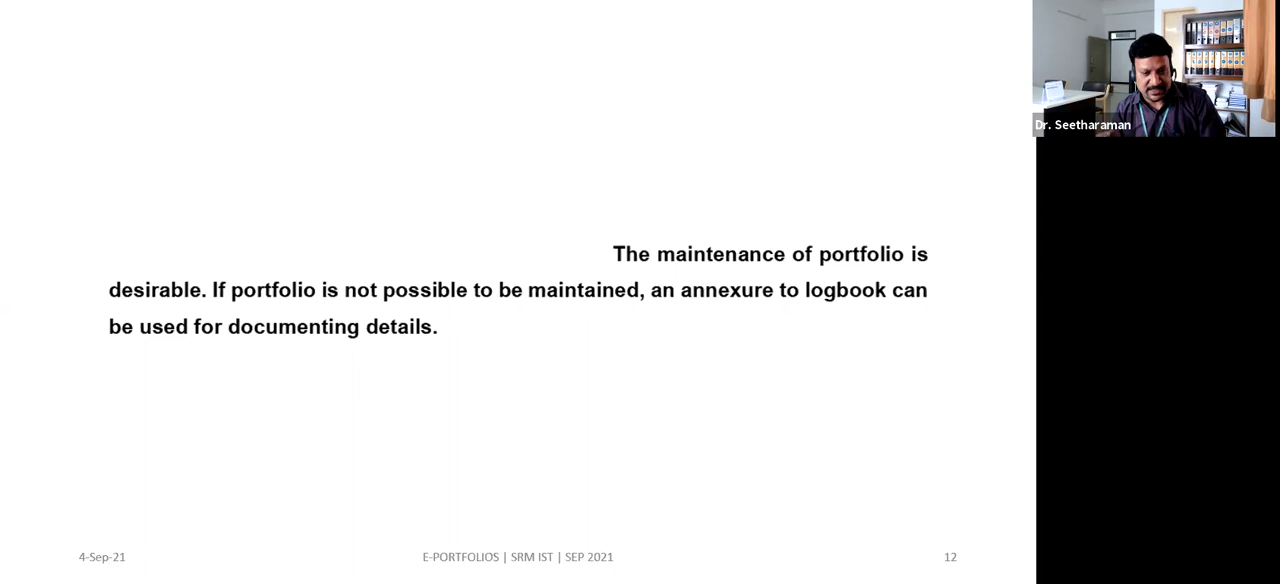 Dr. Seetharaman
The maintenance of portfolio is
desirable. If portfolio is not possible to be maintained, an annexure to logbook can
be used for documenting details.
4-Sep-21 E-PORTFOLIOS | SRM IST | SEP 2021 12